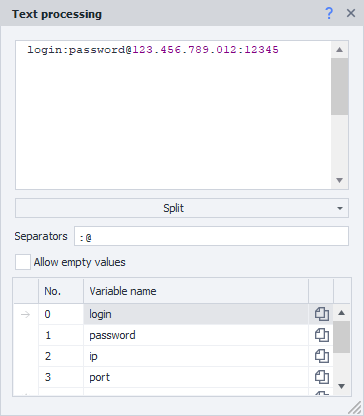 Text processing
login:password@123.456.789.012:12345
Split
Separators :@
Allow empty values
No. Variable name
0 login
1 password
2 ip
3 port